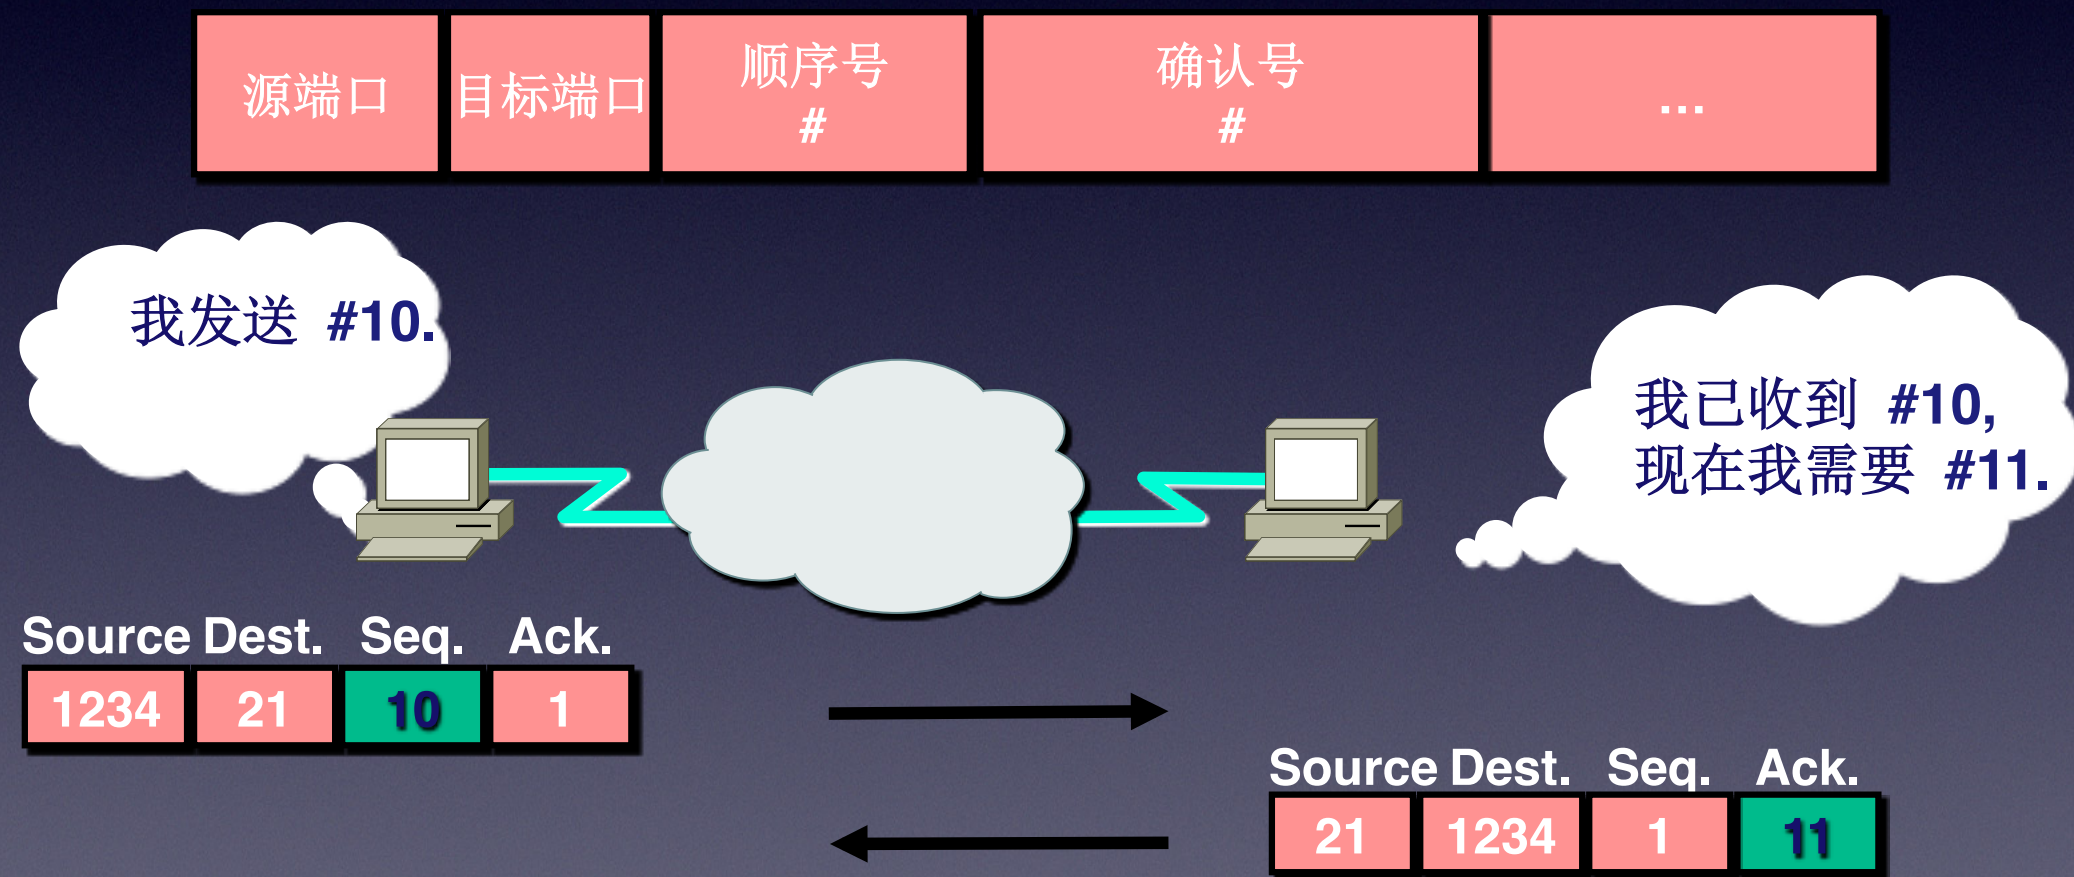 源端口 目标端口 顺序号 # 确认号 # ...
我发送 #10.
我已收到 #10,
现在我需要 #11.
Source Dest. Seq. Ack.
1234 21 10 1
Source Dest. Seq. Ack.
21 1234 1 11